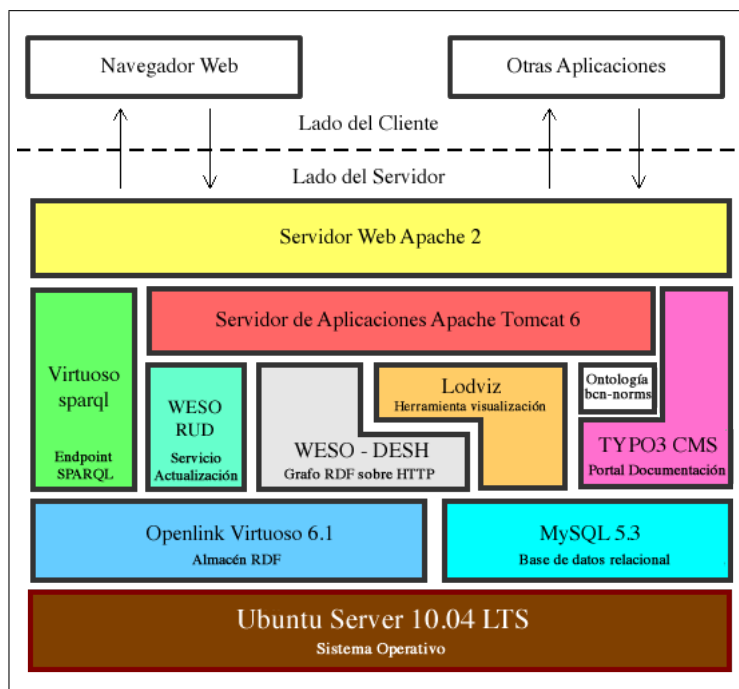 Navegador Web
Otras Aplicaciones
Lado del Cliente
Lado del Servidor
Servidor Web Apache 2
Servidor de Aplicaciones Apache Tomcat 6
Virtuoso
sparql
Endpoint
SPARQL
WESO
RUD
Servicio
Actualización
WESO - DESH
Grafo RDF sobre HTTP
Lodviz
Herramienta visualización
Ontología
bcn-norms
TYPO3 CMS
Portal Documentación
Openlink Virtuoso 6.1
Almacén RDF
MySQL 5.3
Base de datos relacional
Ubuntu Server 10.04 LTS
Sistema Operativo